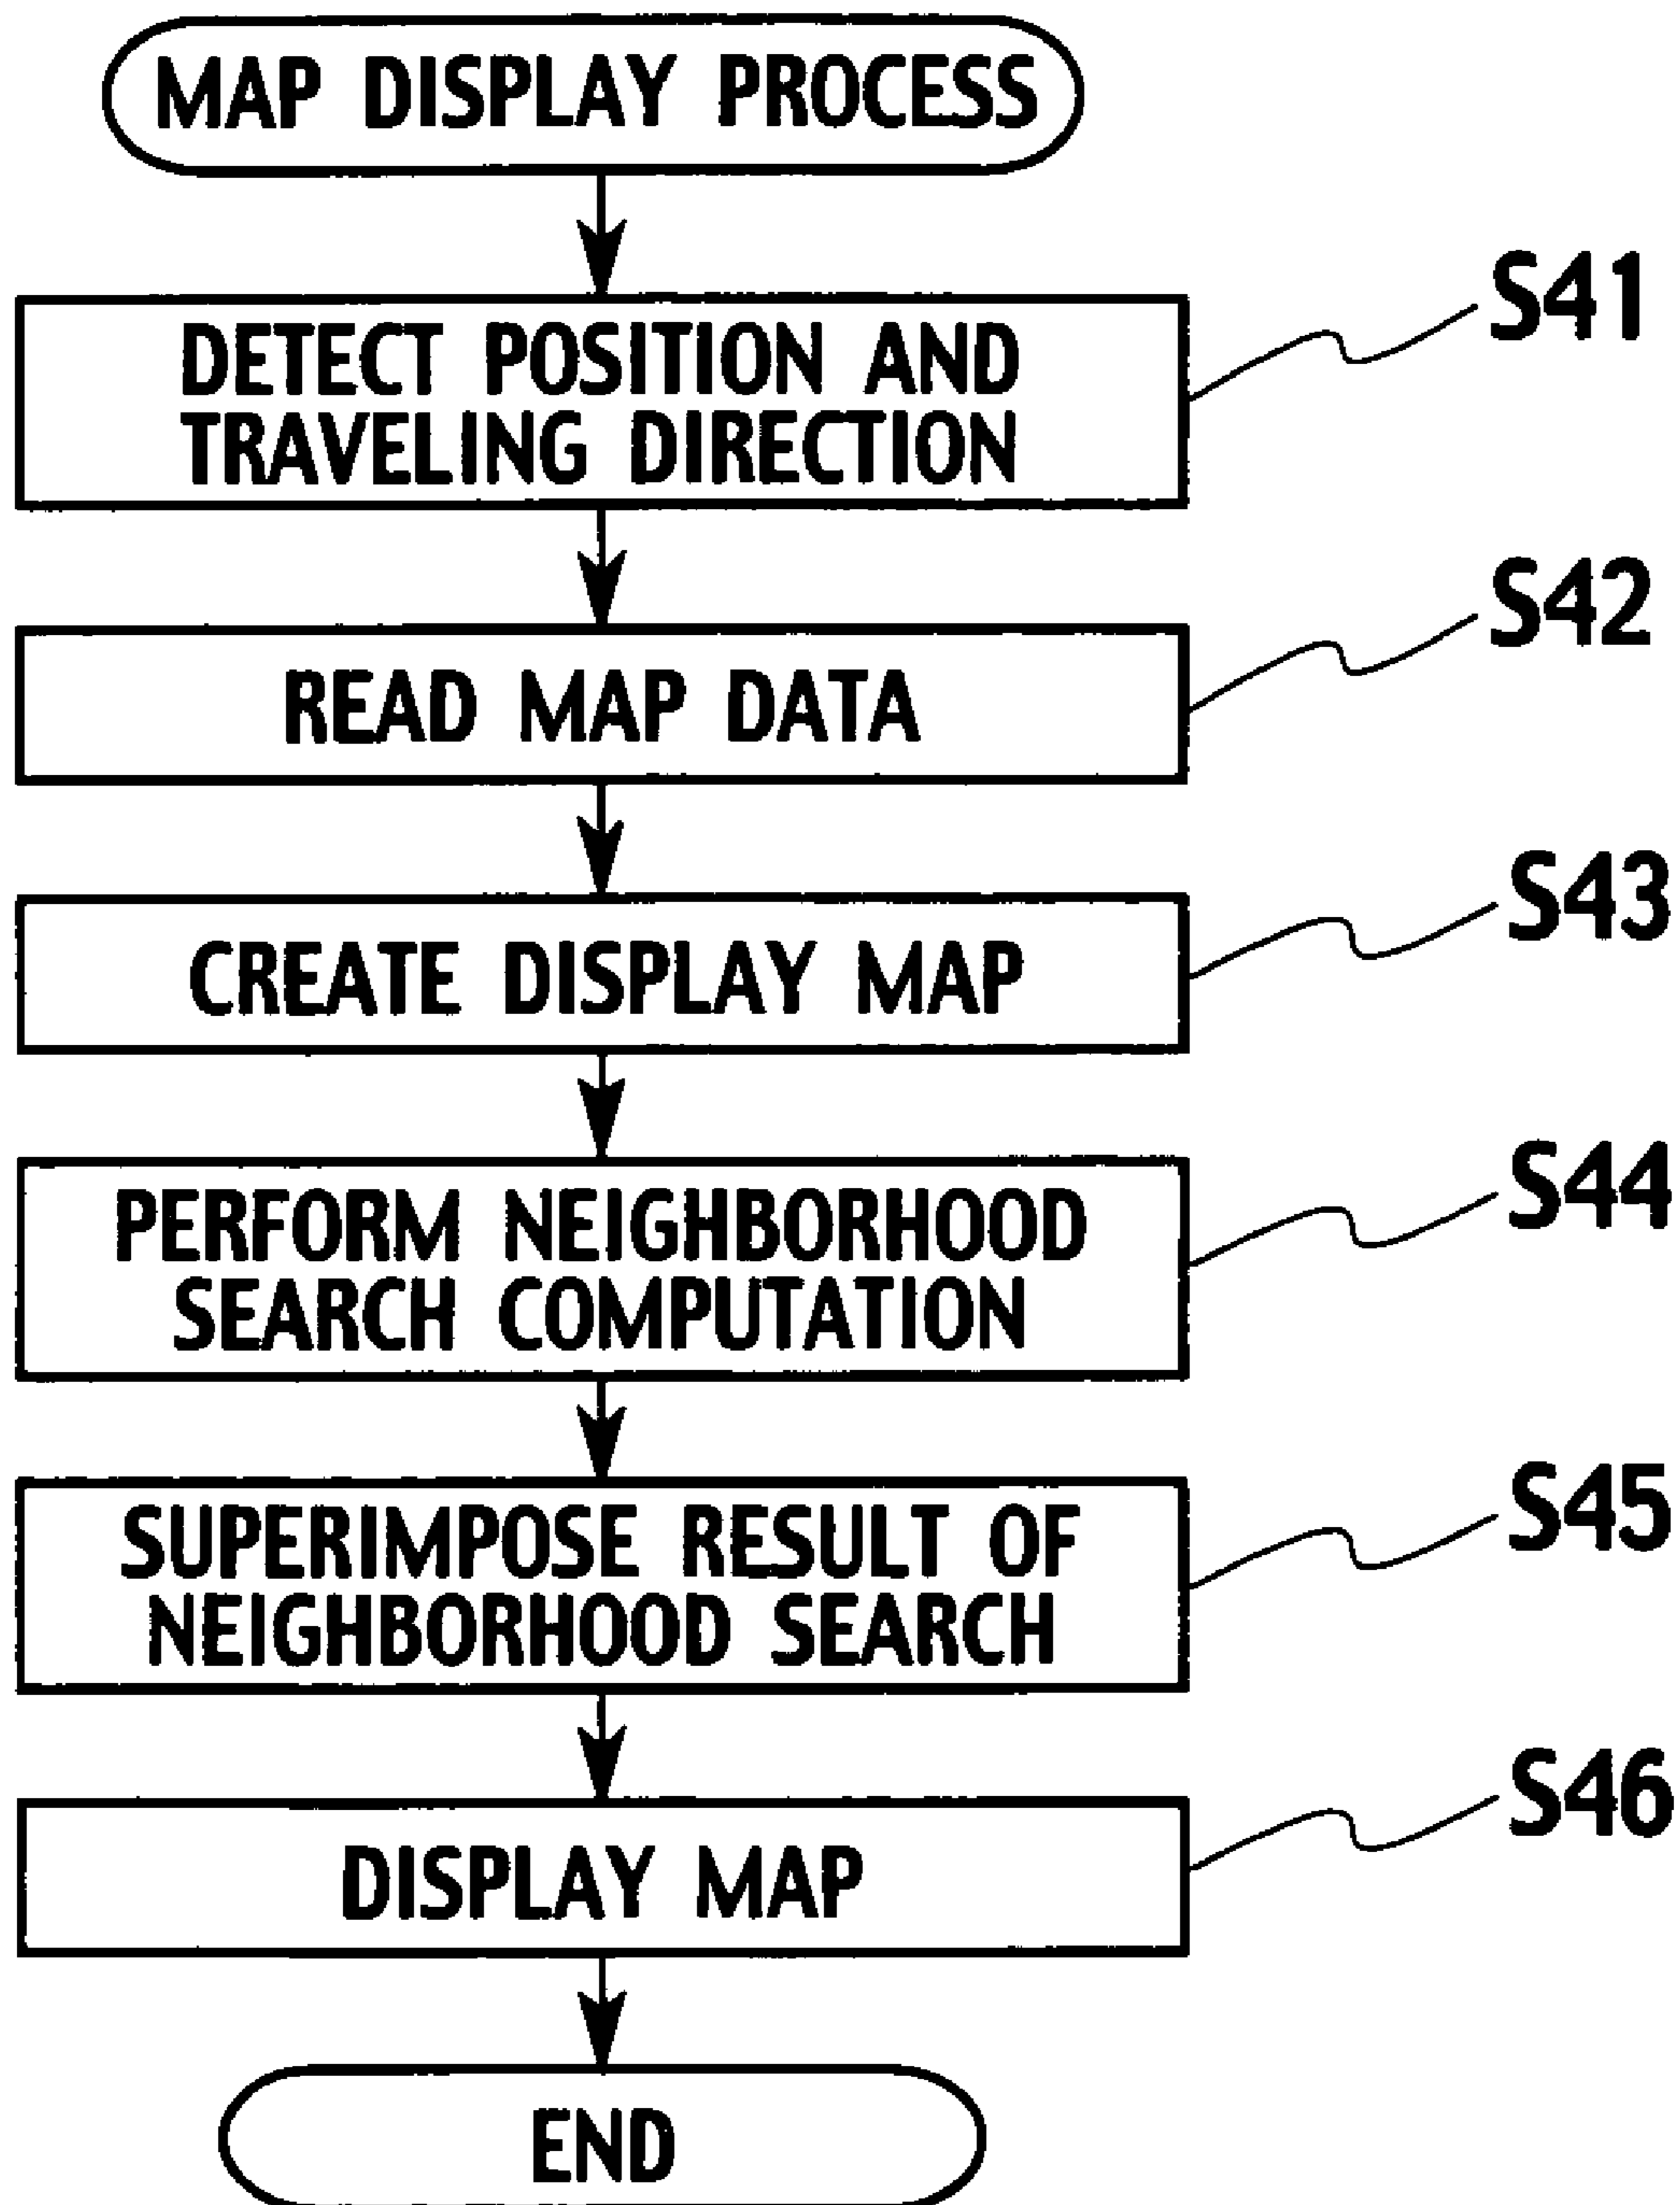 MAP DISPLAY PROCESS
S41
DETECT POSITION AND
TRAVELING DIRECTION
S42
READ MAP DATA
S43
CREATE DISPLAY MAP
S44
PERFORM NEIGHBORHOOD
SEARCH COMPUTATION
S45
SUPERIMPOSE RESULT OF
NEIGHBORHOOD SEARCH
S46
DISPLAY MAP
END